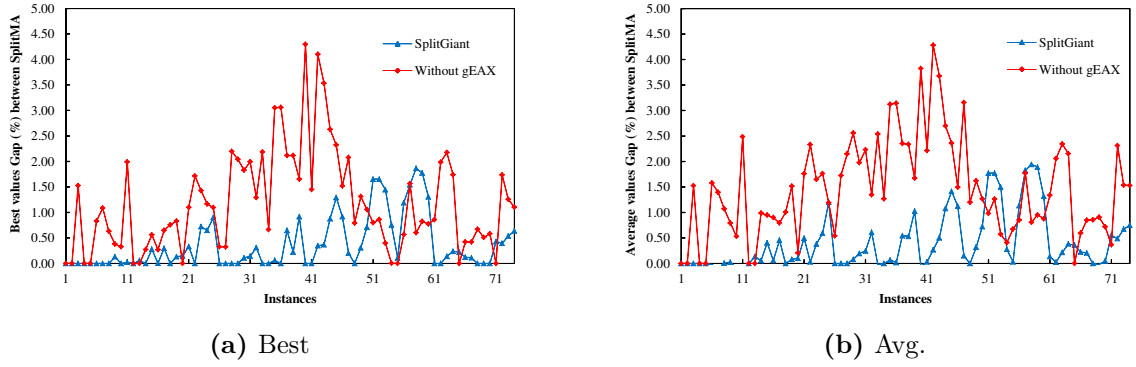 5.00
4.50
4.00
3.50
3.00
2.50
2.00
1.50
1.00
0.50
0.00
Best values Gap (%) between SplitMA
SplitGiant
Without gEAX
1 11 21 31 41 51 61 71
Instances
(a) Best
5.00
4.50
4.00
3.50
3.00
2.50
2.00
1.50
1.00
0.50
0.00
Average values Gap (%) between SplitMA
SplitGiant
Without gEAX
1 11 21 31 41 51 61 71
Instances
(b) Avg.